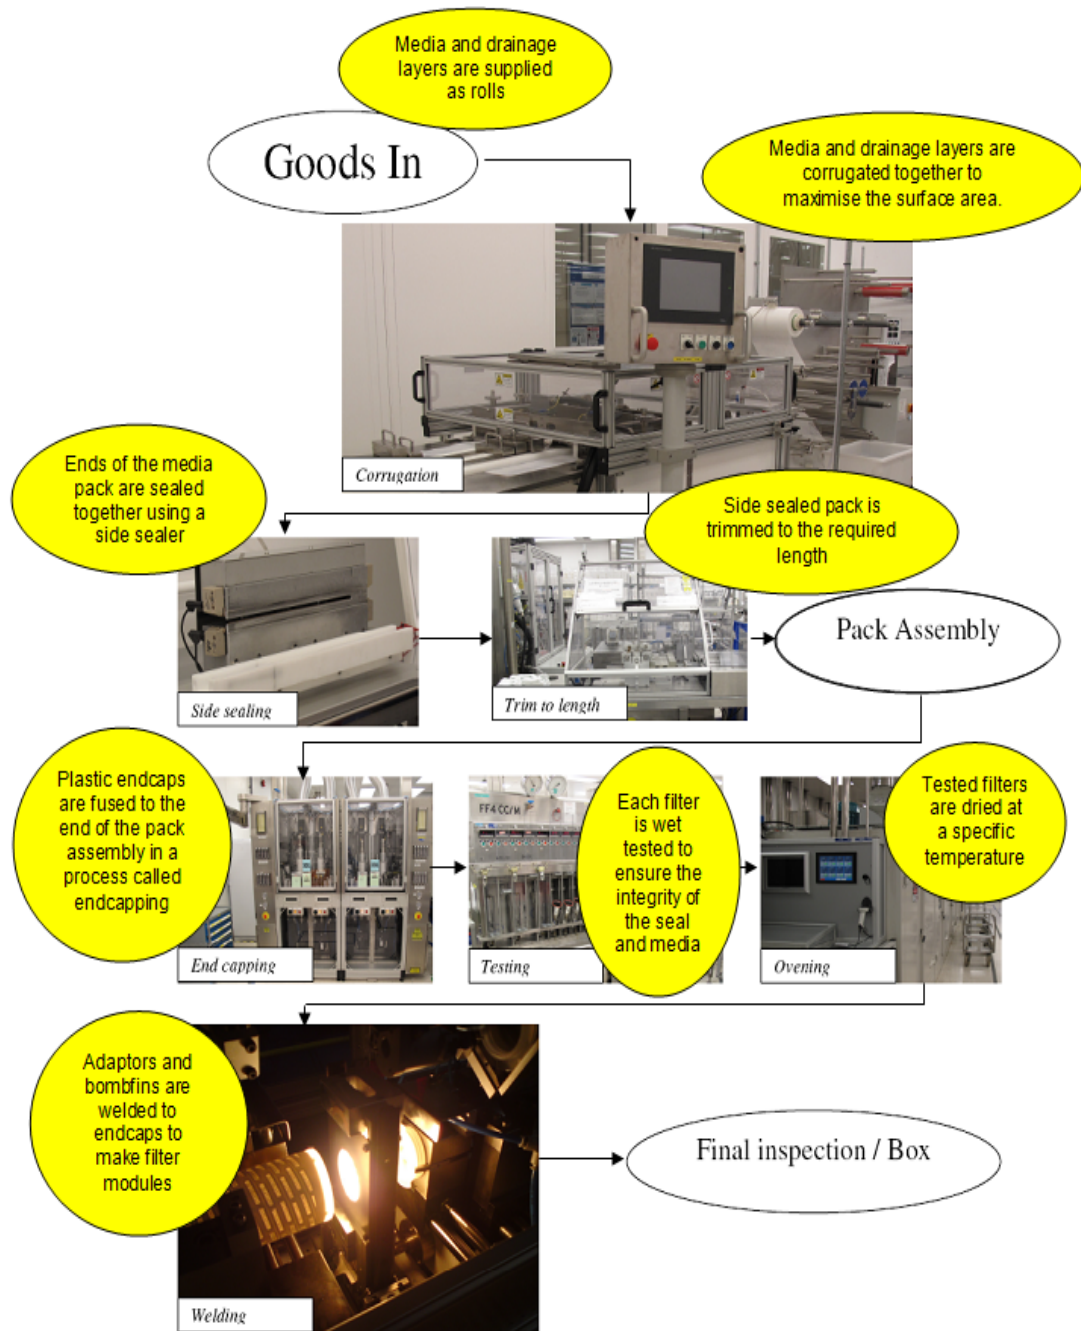 Media and drainage
layers are supplied
as rolls
Goods In
Media and drainage layers are
corrugated together to
maximise the surface area.
Corrugation
Ends of the media
pack are sealed
together using a
side sealer
Side sealed pack is
trimmed to the required
length
Side sealing
Trim to length
Pack Assembly
Plastic endcaps
are fused to the
end of the pack
assembly in a
process called
endcapping
End capping
FF4 CC/M
Testing
Each filter
is wet
tested to
ensure the
integrity of
the seal
and media
Ovening
Tested filters
are dried at
a specific
temperature
Adaptors and
bombfins are
welded to
endcaps to
make filter
modules
Welding
Final inspection / Box